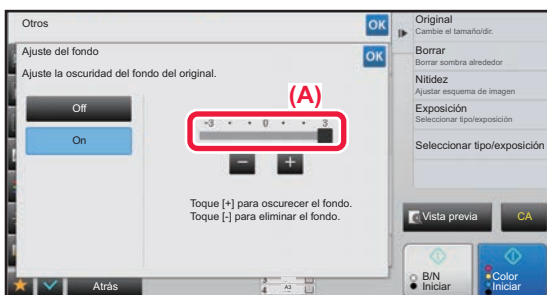 Otros
OK
Ajuste del fondo
OK
Ajuste la oscuridad del fondo del original.
Off
On
(A)
-3 • • 0 • • 3
Toque [+] para oscurecer el fondo.
Toque [-] para eliminar el fondo.
Atrás
3
4 A3
Original
Cambie el tamaño/dir.
Borrar
Borrar sombra alrededor
Nitidez
Ajustar esquema de imagen
Exposición
Seleccionar tipo/exposición
Seleccionar tipo/exposición
Vista previa
CA
B/N
Iniciar
Color
Iniciar